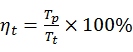 η_t = T_p / T_t × 100%